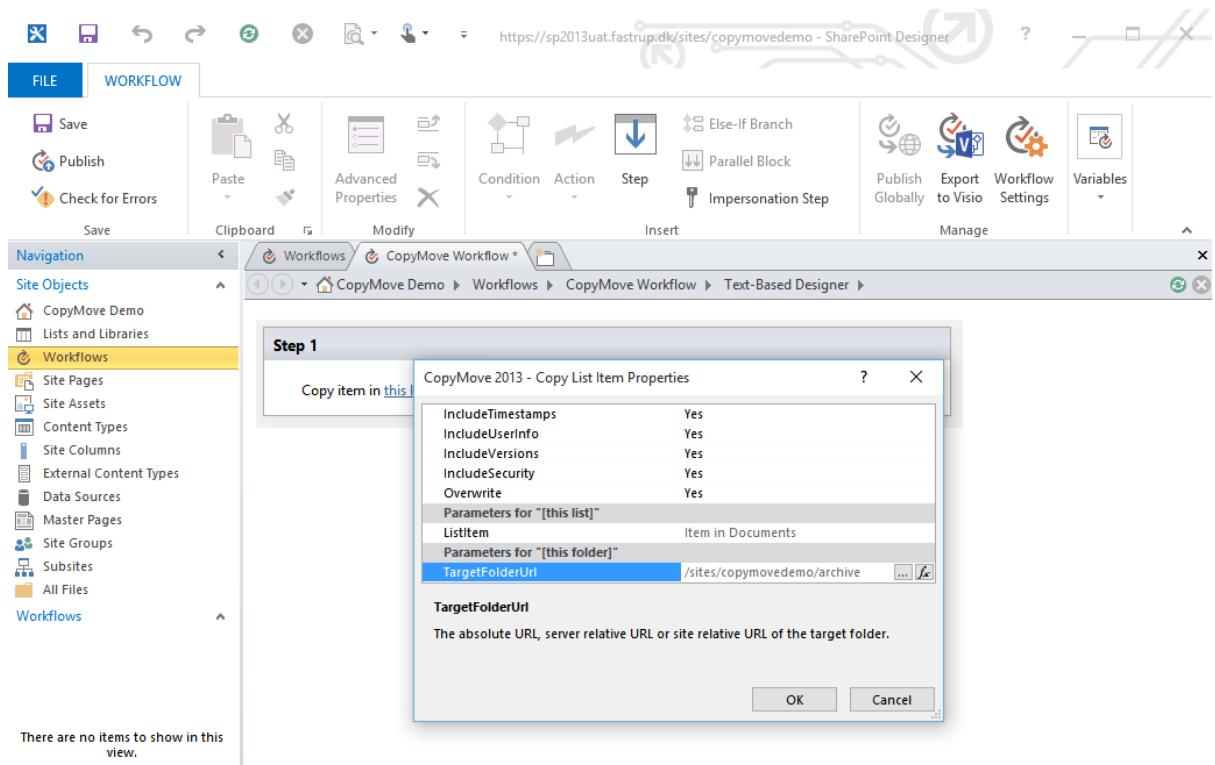 https://sp2013uat.fastrup.dk/sites/copymovedemo - SharePoint Designer
?
FILE WORKFLOW
Save
Publish
Check for Errors
Save
Paste
Clipboard
Advanced Properties
Modify
Condition
Action
Step
Else-If Branch
Parallel Block
Impersonation Step
Insert
Publish Globally
Export to Visio
Workflow Settings
Variables
Manage
Navigation
Workflows
CopyMove Workflow *
Site Objects
CopyMove Demo Workflows CopyMove Workflow Text-Based Designer
CopyMove Demo
Lists and Libraries
Workflows
Site Pages
Site Assets
Content Types
Site Columns
External Content Types
Data Sources
Master Pages
Site Groups
Subsites
All Files
Workflows
There are no items to show in this
view.
Step 1
Copy item in this l
CopyMove 2013 - Copy List Item Properties
?
IncludeTimestamps Yes
IncludeUserInfo Yes
IncludeVersions Yes
IncludeSecurity Yes
Overwrite Yes
Parameters for "[this list]"
ListItem Item in Documents
Parameters for "[this folder]"
TargetFolderUrl /sites/copymovedemo/archive ... fx
TargetFolderUrl
The absolute URL, server relative URL or site relative URL of the target folder.
OK Cancel